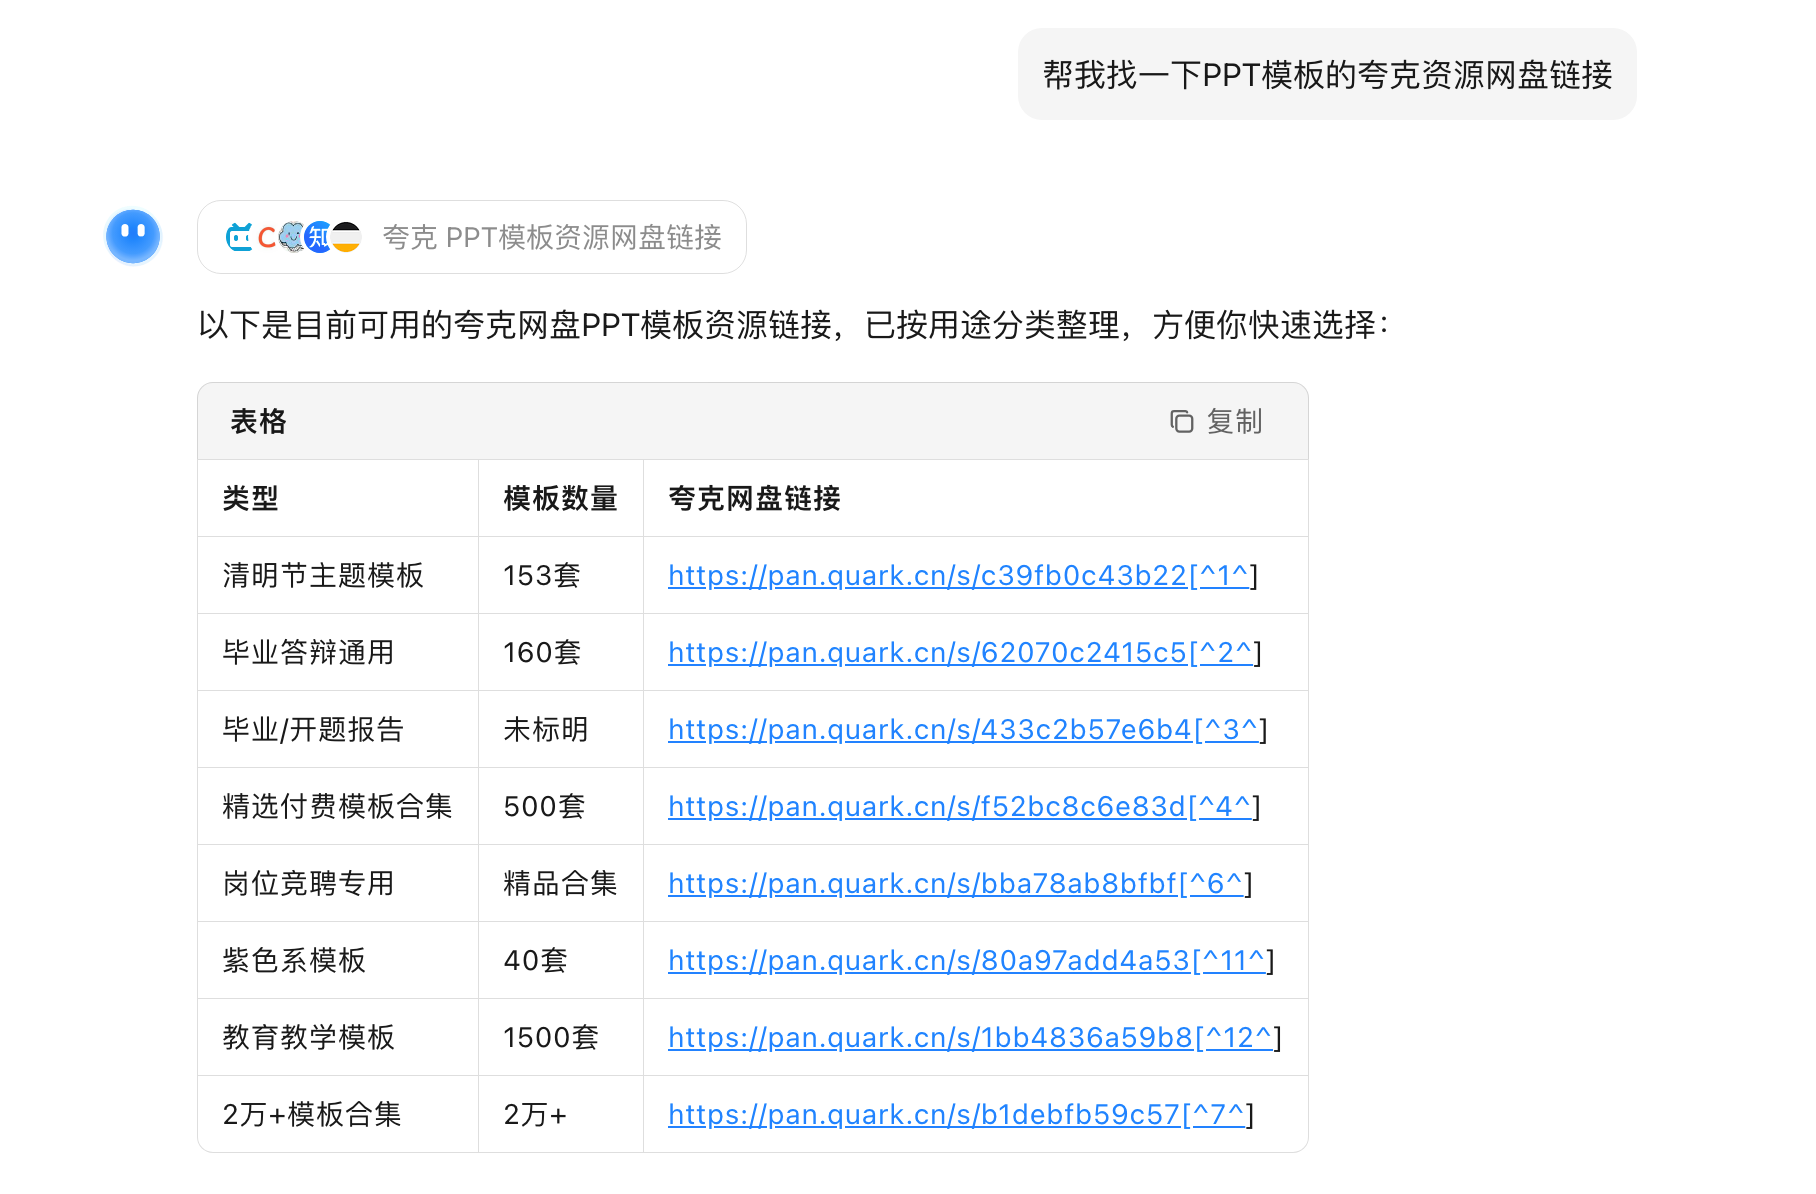 帮我找一下PPT模板的夸克资源网盘链接
C 知 夸克 PPT模板资源网盘链接
以下是目前可用的夸克网盘PPT模板资源链接，已按用途分类整理，方便你快速选择：
表格 复制
类型 模板数量 夸克网盘链接
清明节主题模板 153套 https://pan.quark.cn/s/c39fb0c43b22[^1^]
毕业答辩通用 160套 https://pan.quark.cn/s/62070c2415c5[^2^]
毕业/开题报告 未标明 https://pan.quark.cn/s/433c2b57e6b4[^3^]
精选付费模板合集 500套 https://pan.quark.cn/s/f52bc8c6e83d[^4^]
岗位竞聘专用 精品合集 https://pan.quark.cn/s/bba78ab8bfbf[^6^]
紫色系模板 40套 https://pan.quark.cn/s/80a97add4a53[^11^]
教育教学模板 1500套 https://pan.quark.cn/s/1bb4836a59b8[^12^]
2万+模板合集 2万+ https://pan.quark.cn/s/b1debfb59c57[^7^]